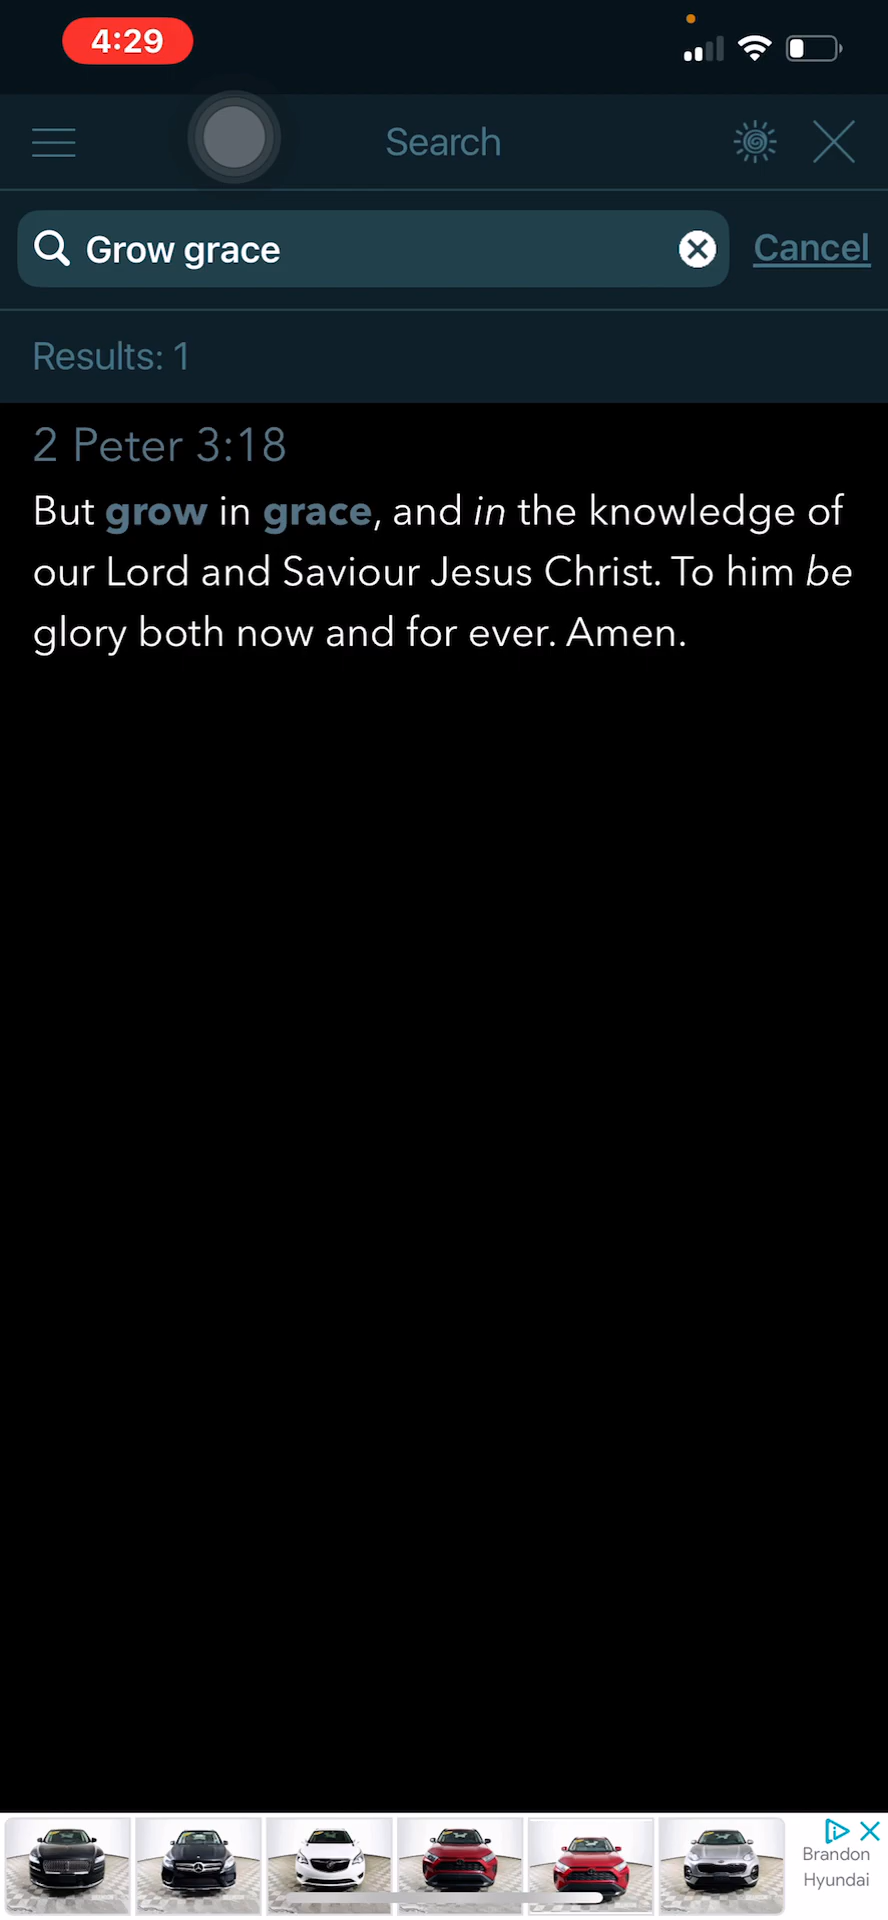 4:29
Search
Grow grace
Cancel
Results: 1
2 Peter 3:18
But grow in grace, and in the knowledge of
our Lord and Saviour Jesus Christ. To him be
glory both now and for ever. Amen.
Brandon
Hyundai